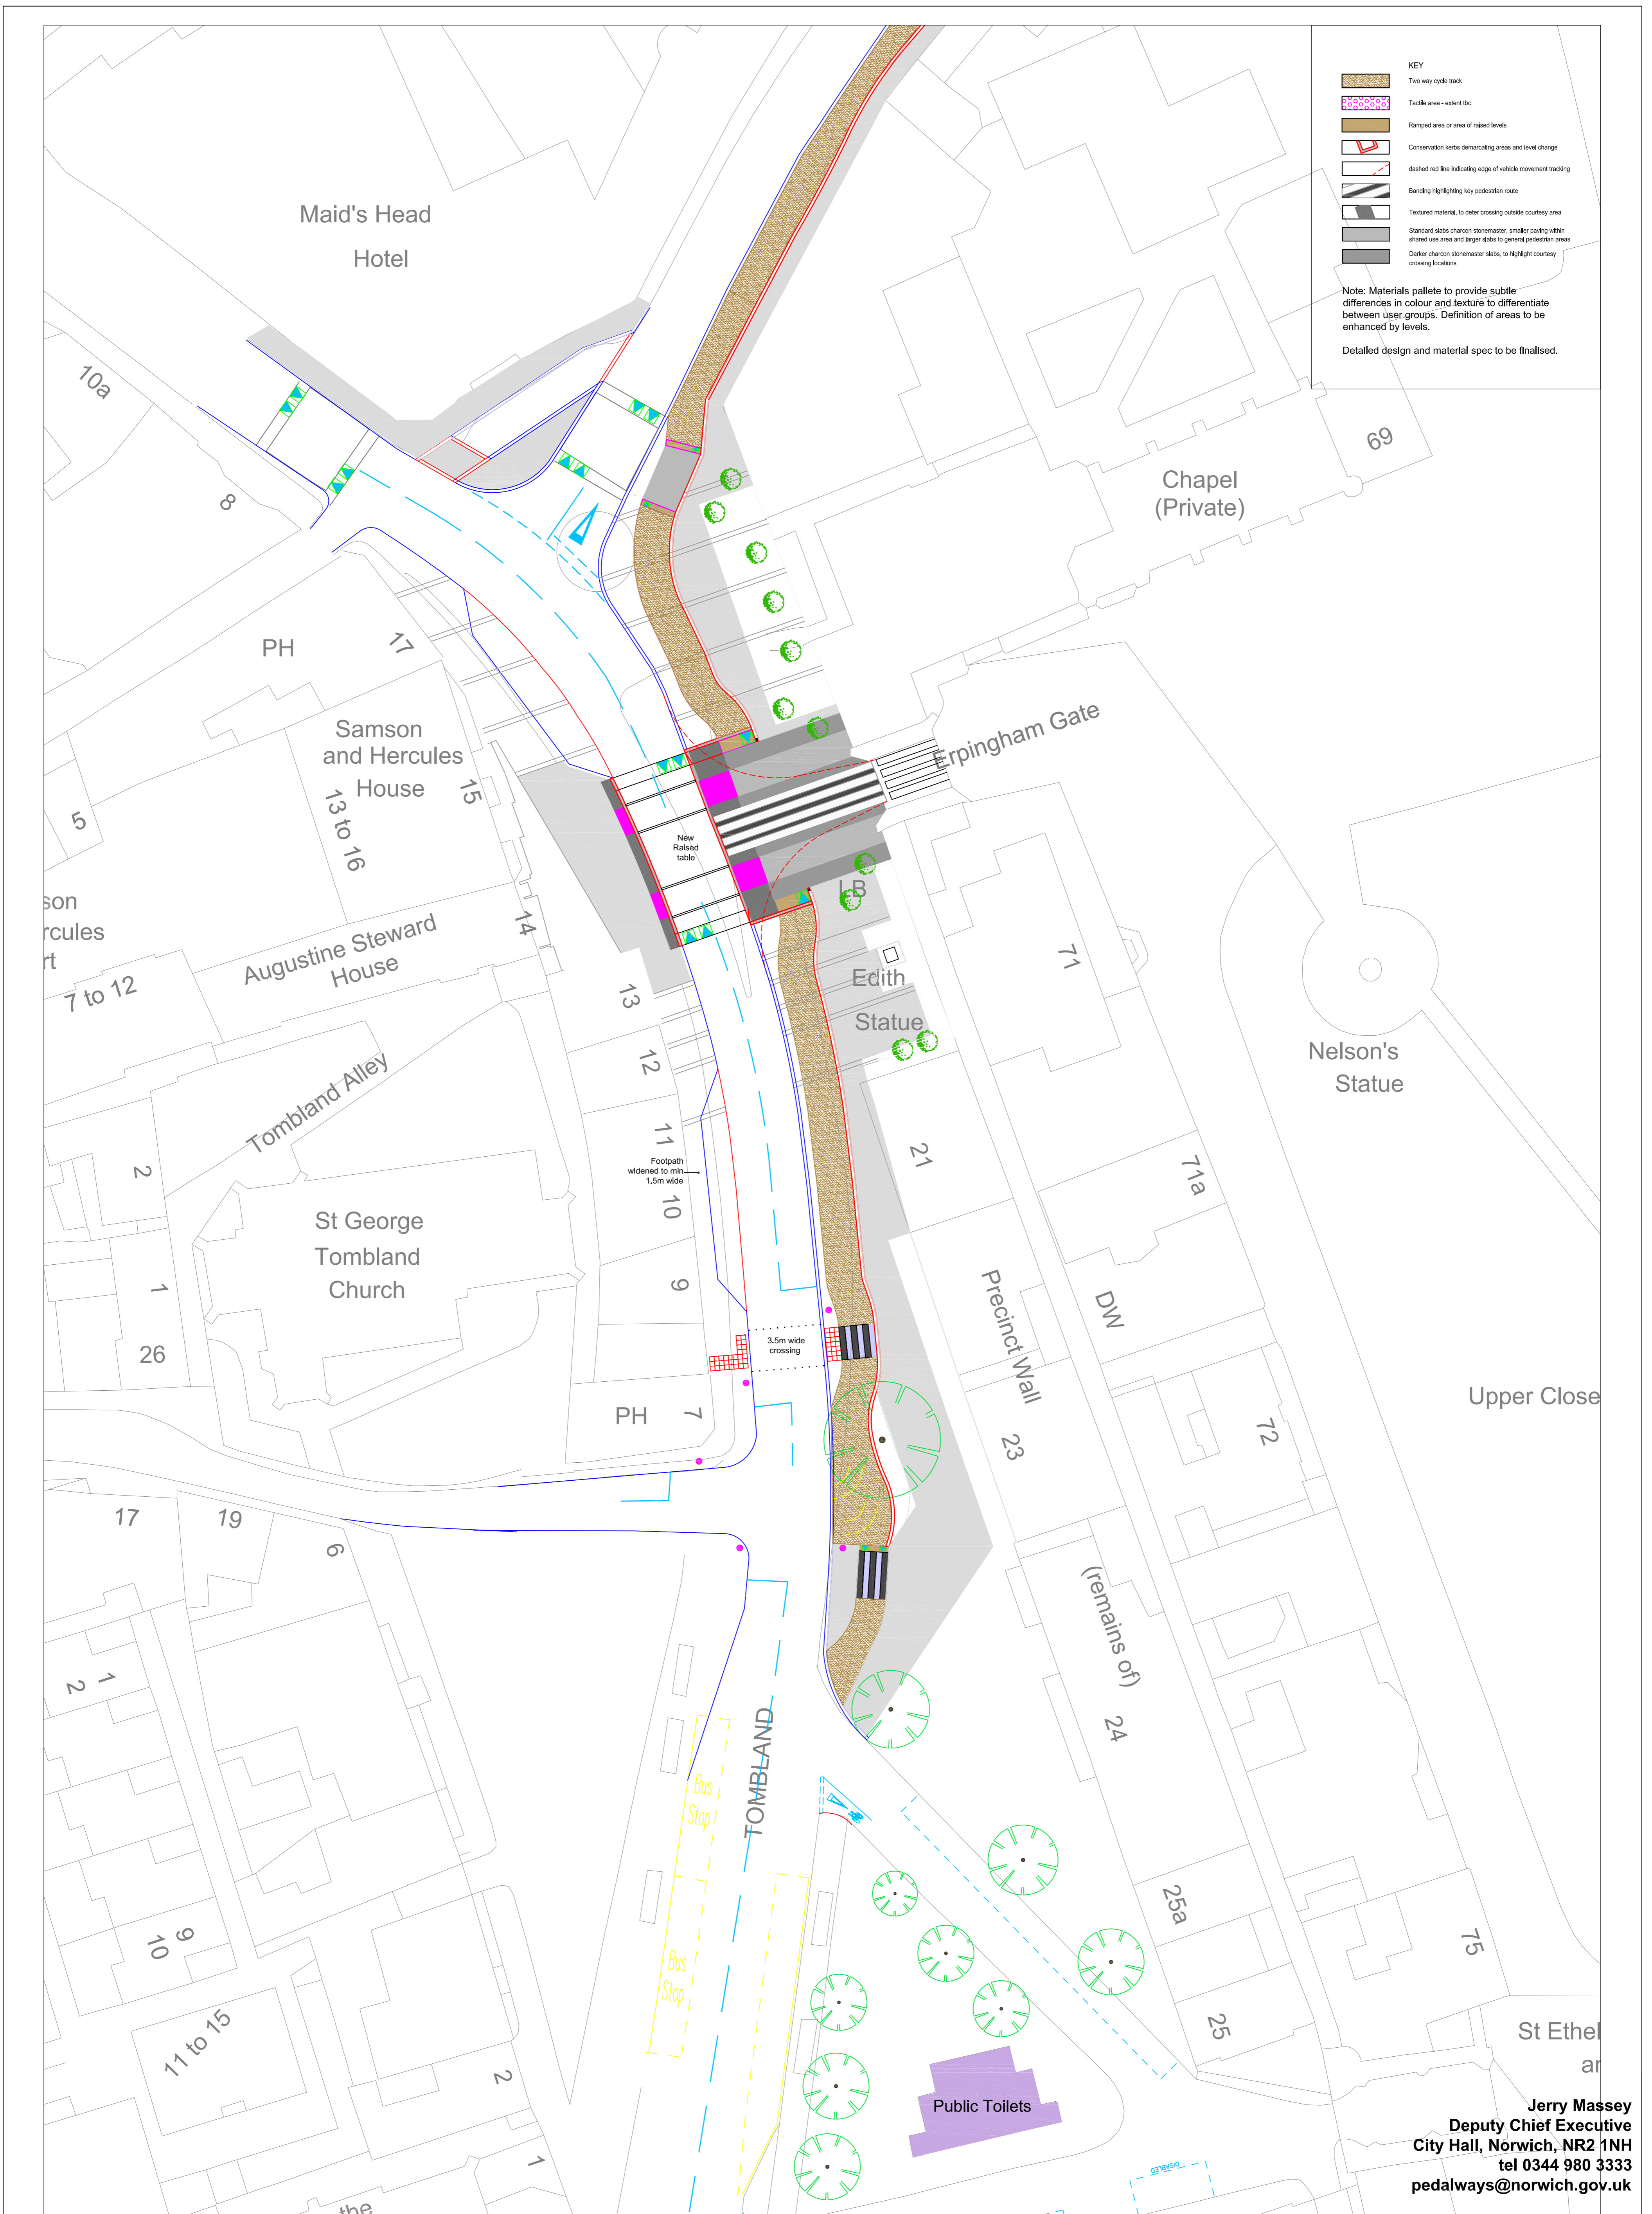 KEY
Two way cycle track
Tactile area - extent tbc
Ramped area or area of raised levels
Conservation kerbs demarcating areas and level change
dashed red line indicating edge of vehicle movement tracking
Banding highlighting key pedestrian route
Textured material, to deter crossing outside courtesy area
Standard slabs charcon stonemaster, smaller paving within
shared use area and larger slabs to general pedestrian areas
Darker charcon stonemaster slabs, to highlight courtesy
crossing locations
Note: Materials pallete to provide subtle
differences in colour and texture to differentiate
between user groups. Definition of areas to be
enhanced by levels.
Detailed design and material spec to be finalised.
Maid's Head
Hotel
10a
8
69
Chapel
(Private)
PH
17
Samson
and Hercules
House
15
13 to 16
5
Erpingham Gate
New
Raised
table
son
rcules
rt
7 to 12
Augustine Steward
House
14
13
LB
Edith
Statue
71
Nelson's
Statue
12
Tombland Alley
11
Footpath
widened to min
1.5m wide
10
21
71a
2
1
26
St George
Tombland
Church
9
3.5m wide
crossing
Precinct Wall
DW
PH
7
23
72
Upper Close
17
19
6
(remains of)
24
2
1
TOMBLAND
Bus
Stop
Bus
Stop
25a
75
9
10
11 to 15
2
25
St Ethel
ar
Public Toilets
DISABLED
1
the
Jerry Massey
Deputy Chief Executive
City Hall, Norwich, NR2 1NH
tel 0344 980 3333
pedalways@norwich.gov.uk